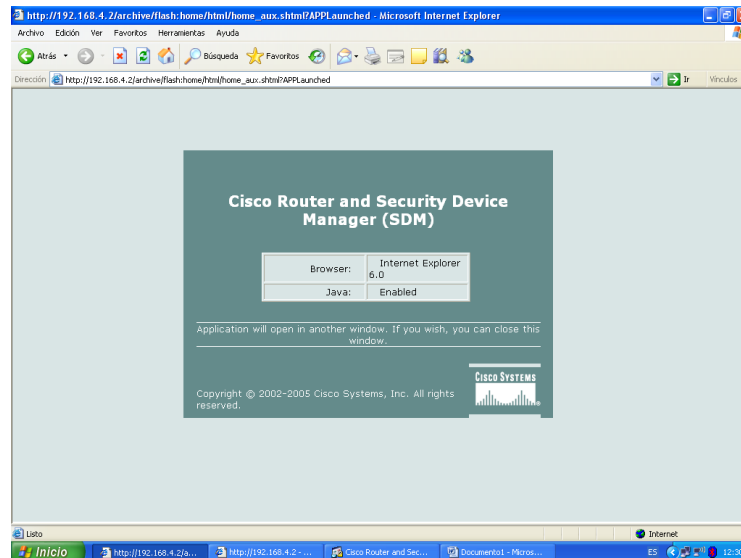 http://192.168.4.2/archive/flash:home/html/home_aux.shtml?APPLaunched - Microsoft Internet Explorer
Archivo Edición Ver Favoritos Herramientas Ayuda
Atrás Búsqueda Favoritos
Dirección http://192.168.4.2/archive/flash:home/html/home_aux.shtml?APPLaunched Ir Vínculos
Cisco Router and Security Device
Manager (SDM)
Browser: Internet Explorer
6.0
Java: Enabled
Application will open in another window. If you wish, you can close this
window.
CISCO SYSTEMS
Copyright © 2002-2005 Cisco Systems, Inc. All rights
reserved.
Listo Internet
Inicio http://192.168.4.2/a... http://192.168.4.2 - ... Cisco Router and Sec... Documento1 - Micros... ES 12:30